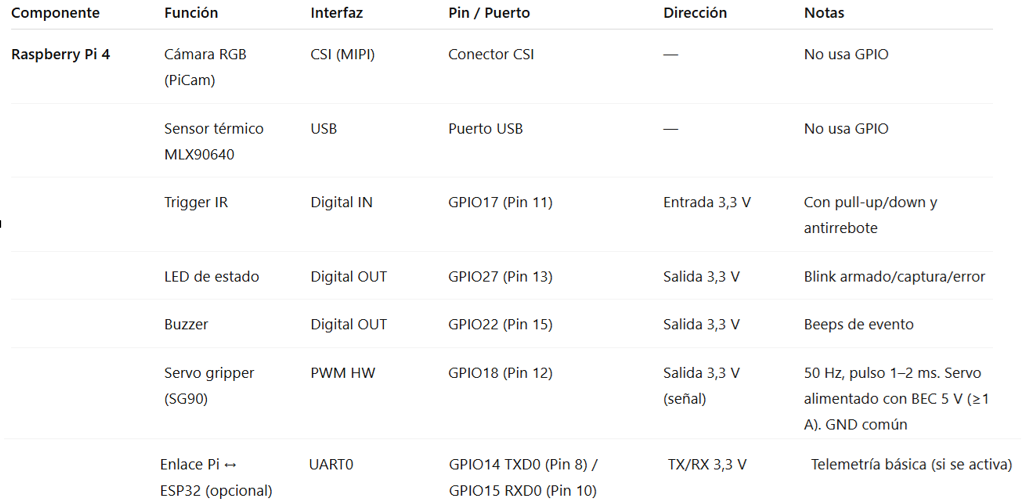 Componente Función Interfaz Pin / Puerto Dirección Notas
Raspberry Pi 4 Cámara RGB CSI (MIPI) Conector CSI — No usa GPIO
(PiCam)
Sensor térmico USB Puerto USB — No usa GPIO
MLX90640
Trigger IR Digital IN GPIO17 (Pin 11) Entrada 3,3 V Con pull-up/down y
antirrebote
LED de estado Digital OUT GPIO27 (Pin 13) Salida 3,3 V Blink armado/captura/error
Buzzer Digital OUT GPIO22 (Pin 15) Salida 3,3 V Beeps de evento
Servo gripper PWM HW GPIO18 (Pin 12) Salida 3,3 V 50 Hz, pulso 1–2 ms. Servo
(SG90) (señal) alimentado con BEC 5 V (≥1
A). GND común
Enlace Pi ↔ UART0 GPIO14 TXD0 (Pin 8) / TX/RX 3,3 V Telemetría básica (si se activa)
ESP32 (opcional) GPIO15 RXD0 (Pin 10)